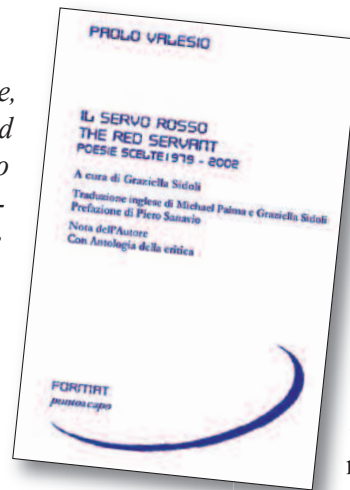 e,
d
o
-
PAOLO VALESIO
IL SERVO ROSSO
THE RED SERVANT
POESIE SCELTE 1979 - 2002
A cura di Graziella Sidoli
Traduzione inglese di Michael Palma e Graziella Sidoli
Prefazione di Piero Sanavio
Nota dell'Autore
Con Antologia della critica
FORMAT
puntoacapo